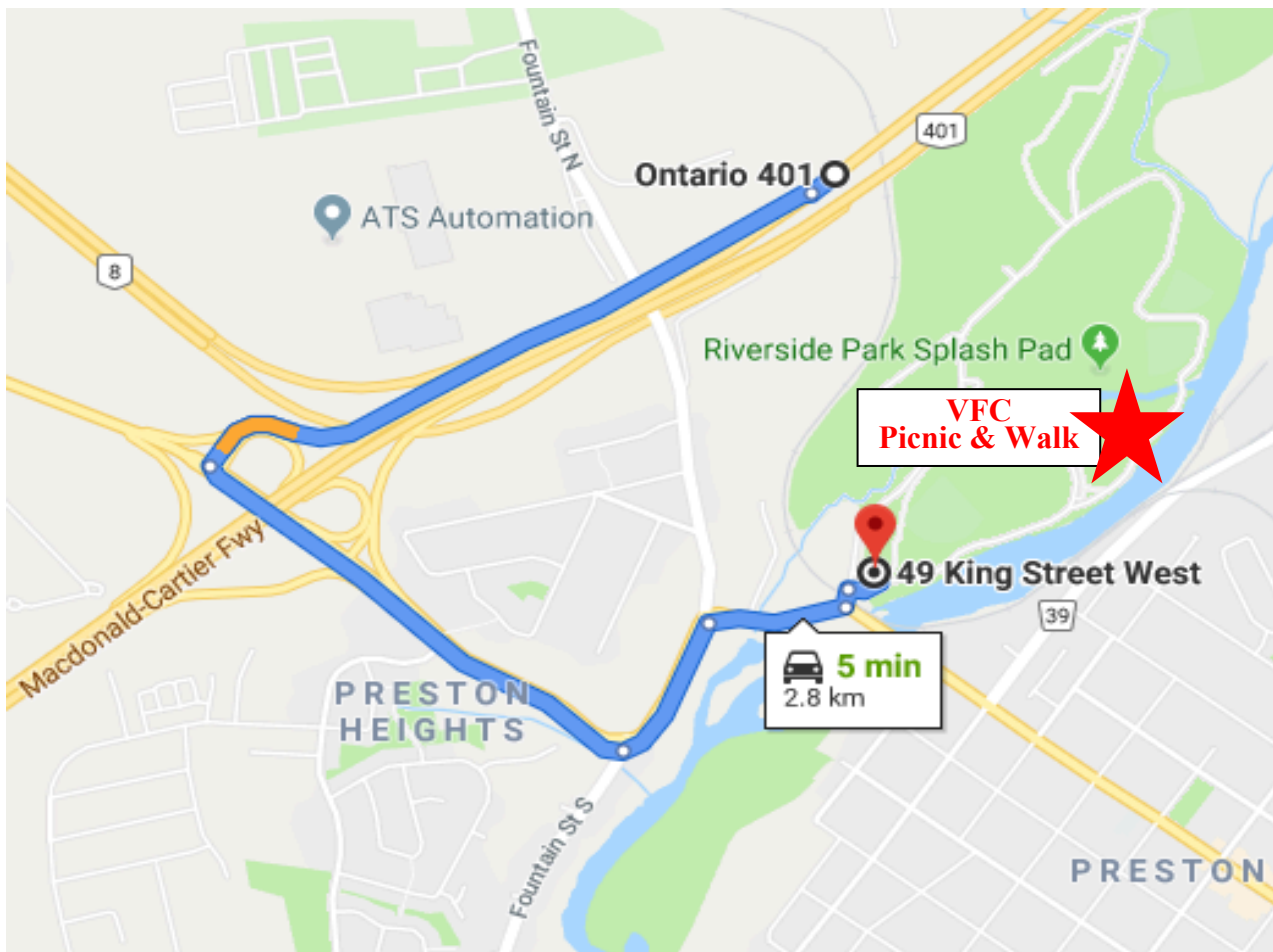 Fountain St N
401
Ontario 401
ATS Automation
8
Riverside Park Splash Pad
VFC
Picnic & Walk
Macdonald-Cartier Fwy
49 King Street West
39
5 min
2.8 km
PRESTON
HEIGHTS
Fountain St S
PRESTON